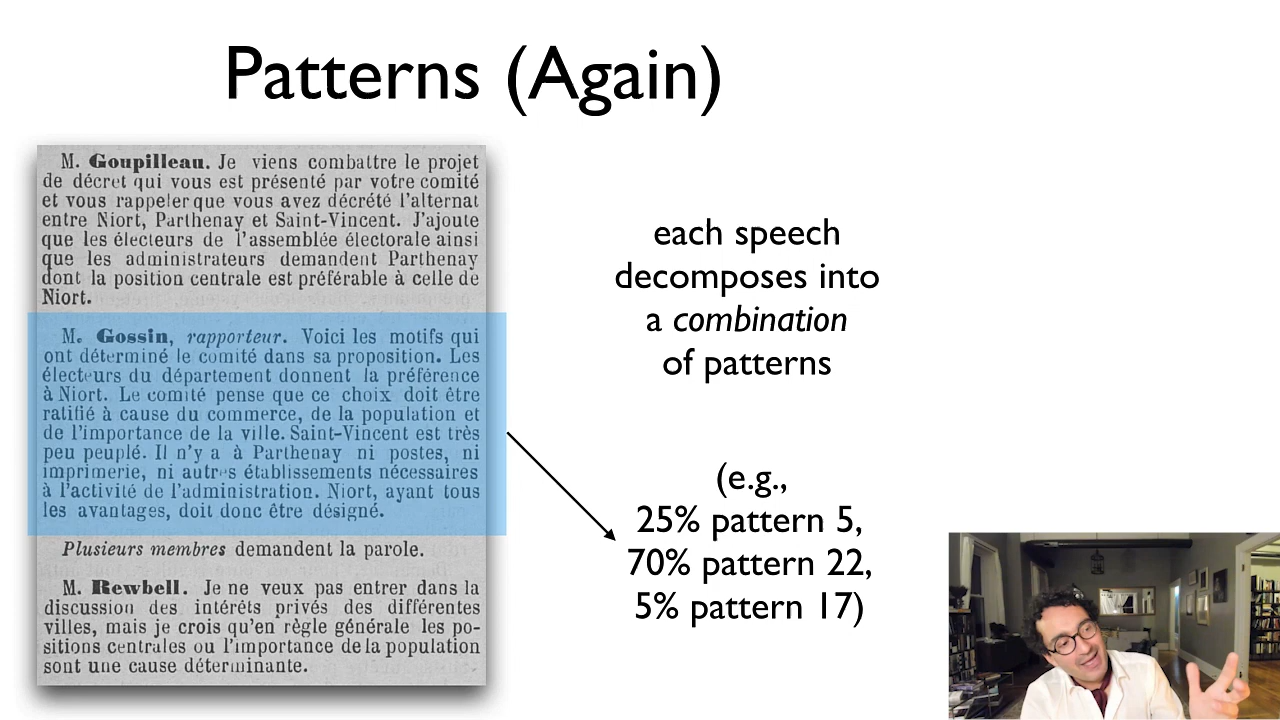 Patterns (Again)
M. Goupilleau. Je viens combattre le projet
de décret qui vous est présenté par votre comité
et vous rappeler que vous avez décrété l'alternat
entre Niort, Parthenay et Saint-Vincent. J'ajoute
que les électeurs de l'assemblée électorale ainsi
que les administrateurs demandent Parthenay
dont la position centrale est préférable à celle de
Niort.
M. Gossin, rapporteur. Voici les motifs qui
ont déterminé le comité dans sa proposition. Les
électeurs du département donnent la préférence
à Niort. Le comité pense que ce choix doit être
ratifié à cause du commerce, de la population et
de l'importance de la ville. Saint-Vincent est très
peu peuplé. Il n'y a à Parthenay ni postes, ni
imprimerie, ni autres établissements nécessaires
à l'activité de l'administration. Niort, ayant tous
les avantages, doit donc être désigné.
Plusieurs membres demandent la parole.
M. Rewbell. Je ne veux pas entrer dans la
discussion des intérêts privés des différentes
villes, mais je crois qu'en règle générale les po-
sitions centrales ou l'importance de la population
sont une cause déterminante.
each speech
decomposes into
a combination
of patterns
(e.g.,
25% pattern 5,
70% pattern 22,
5% pattern 17)